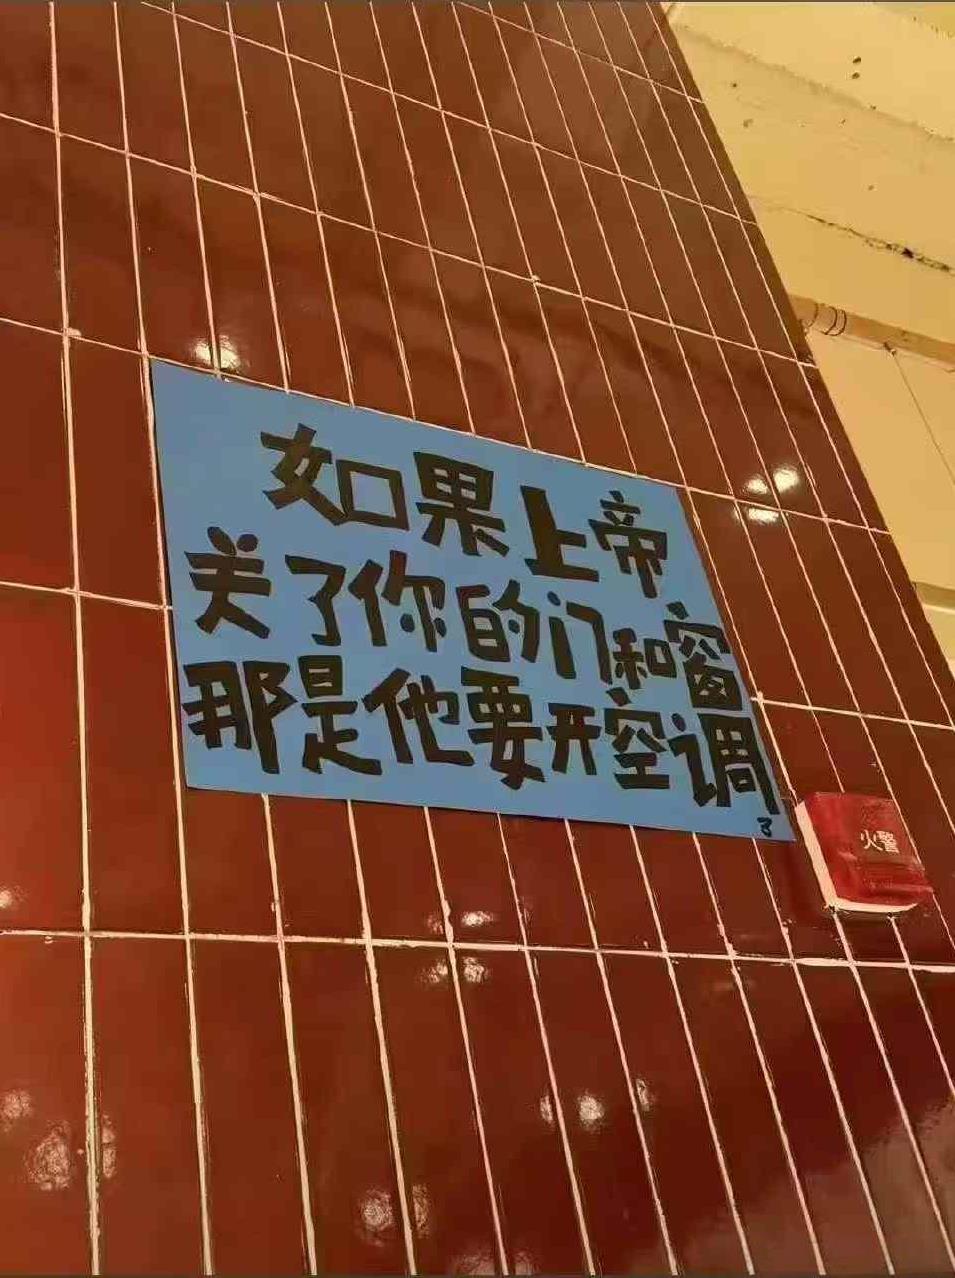 如果上帝
关了你的门和窗
那是他要开空调
了
火警